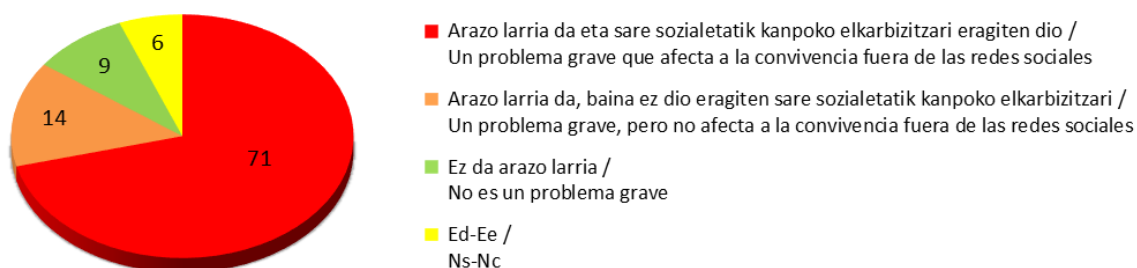 6
9
14
71
Arazo larria da eta sare sozialetatik kanpoko elkarbizitzari eragiten dio /
Un problema grave que afecta a la convivencia fuera de las redes sociales
Arazo larria da, baina ez dio eragiten sare sozialetatik kanpoko elkarbizitzari /
Un problema grave, pero no afecta a la convivencia fuera de las redes sociales
Ez da arazo larria /
No es un problema grave
Ed-Ee /
Ns-Nc